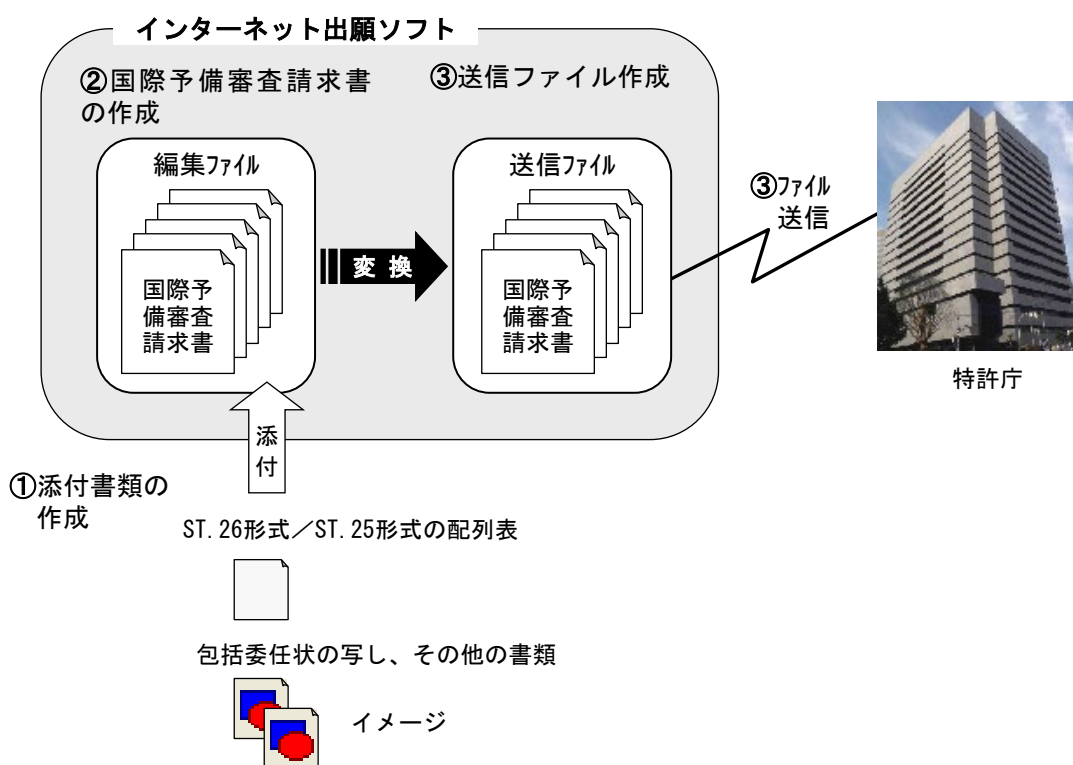 インターネット出願ソフト
②国際予備審査請求書
の作成
③送信ファイル作成
編集ファイル
国際予
備審査
請求書
変 換
送信ファイル
国際予
備審査
請求書
③ファイル
送信
特許庁
添
付
①添付書類の
作成
ST.26形式／ST.25形式の配列表
包括委任状の写し、その他の書類
イメージ